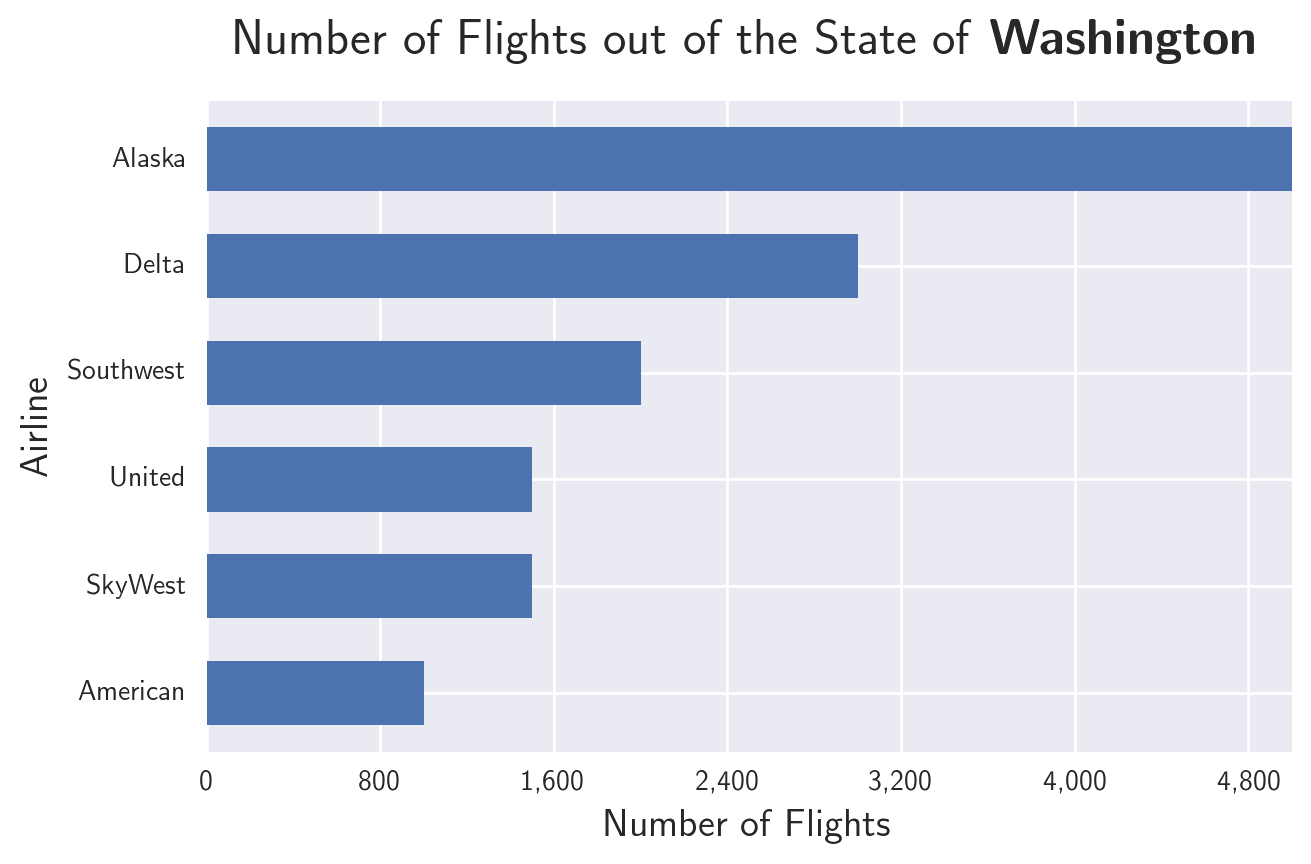 Number of Flights out of the State of Washington
Alaska
Delta
Southwest
United
SkyWest
American
Airline
0 800 1,600 2,400 3,200 4,000 4,800
Number of Flights